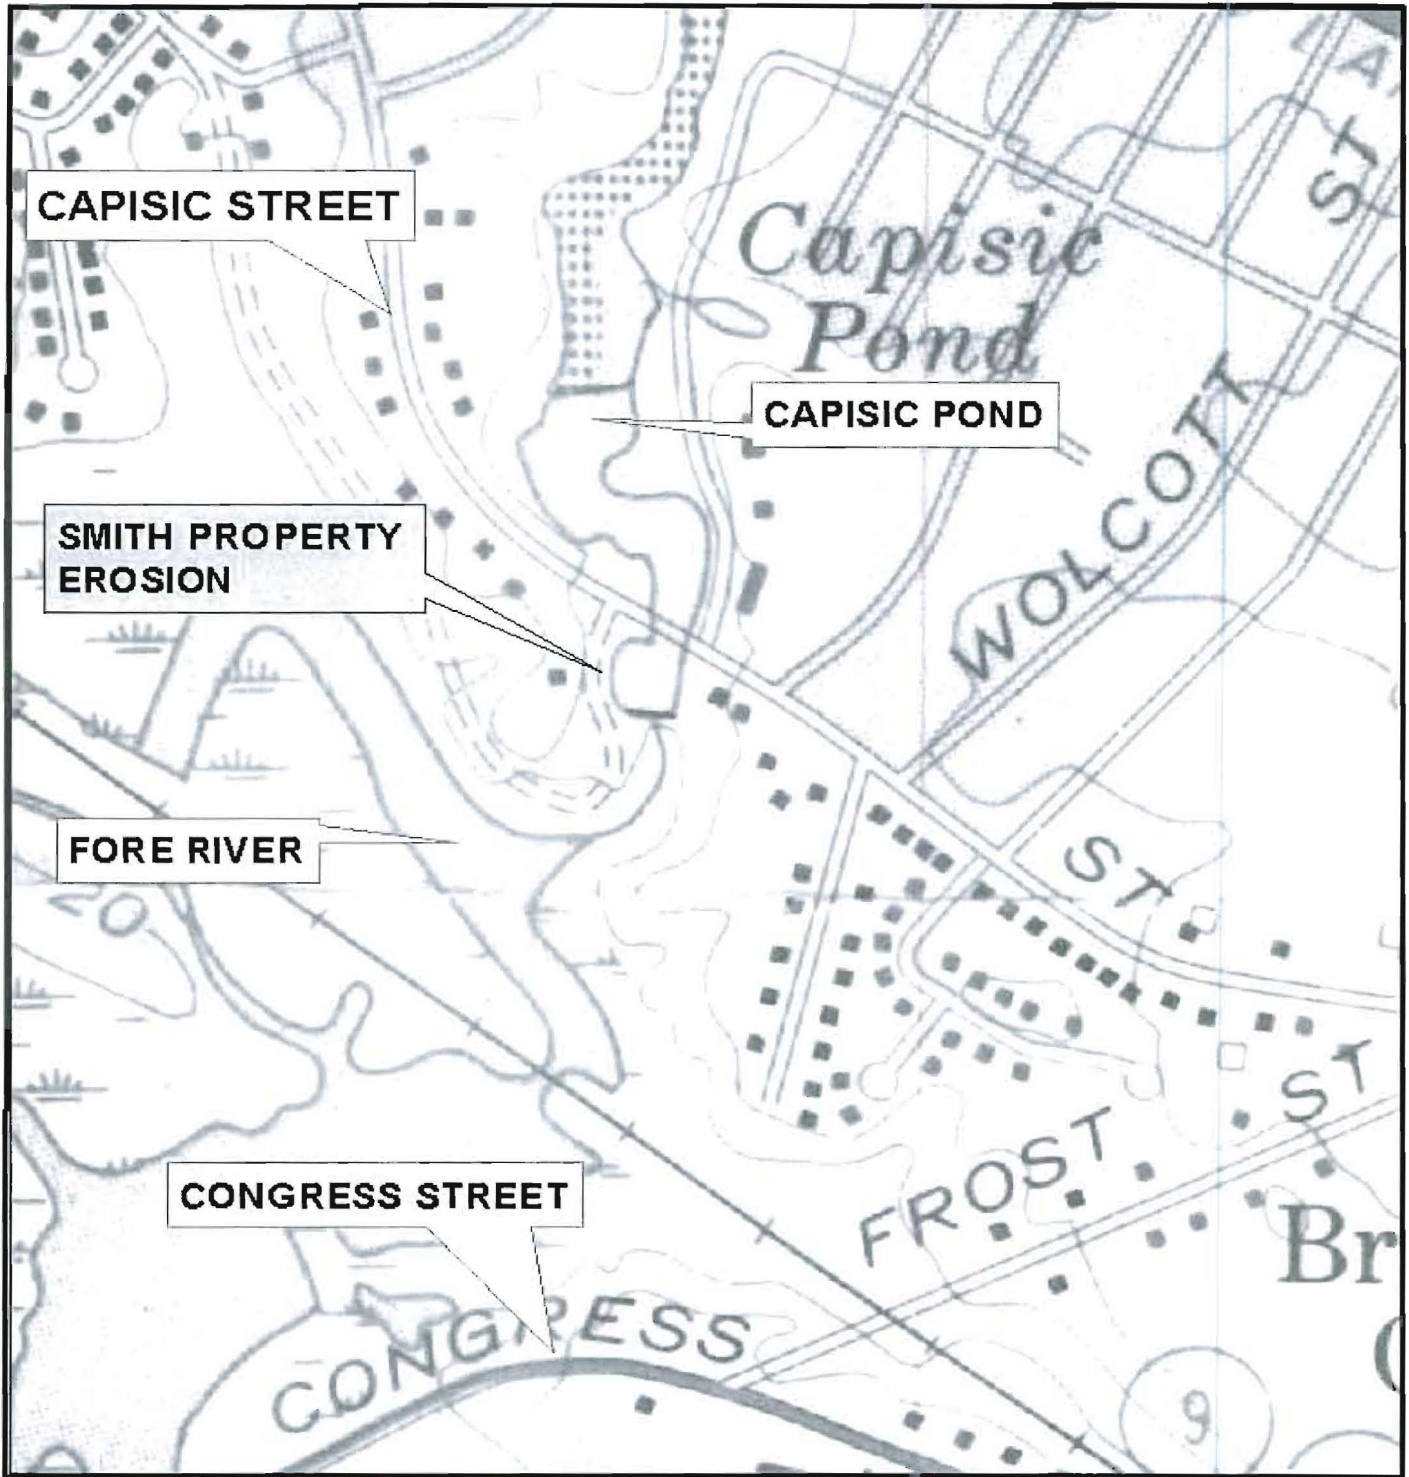 ST
CAPISIC STREET
Capisic
Pond
CAPISIC POND
WOLCOTT
SMITH PROPERTY
EROSION
FORE RIVER
ST
20
ST
FROST
CONGRESS STREET
Br
CONGRESS
9